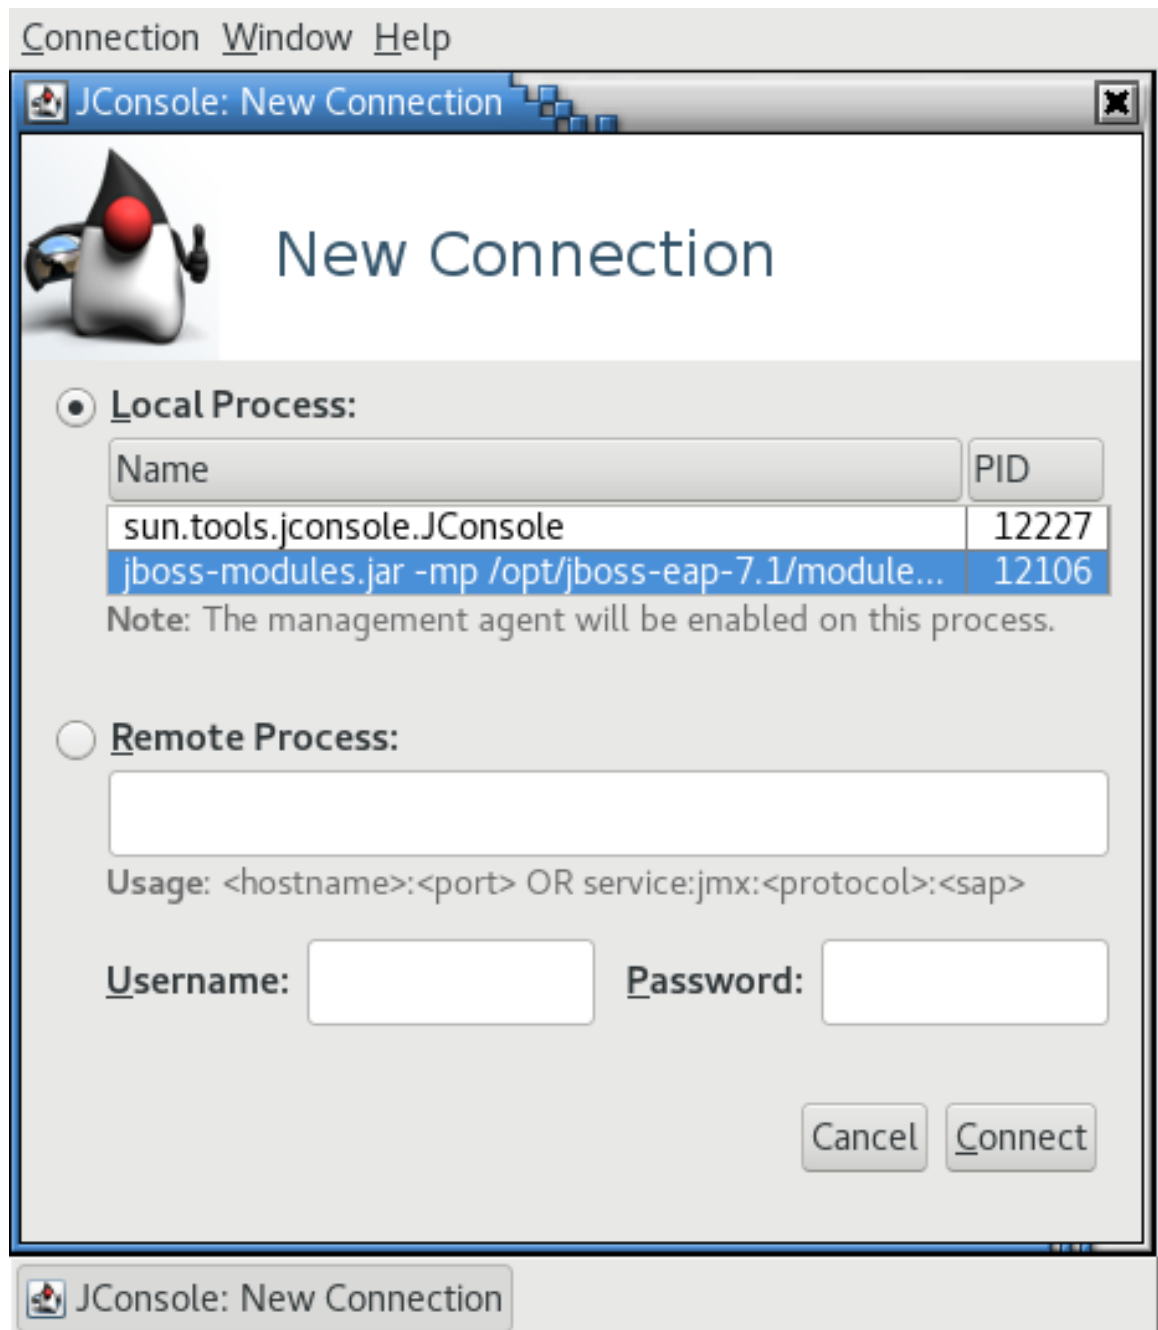 Connection Window Help
JConsole: New Connection
New Connection
Local Process:
Name PID
sun.tools.jconsole.JConsole 12227
jboss-modules.jar -mp /opt/jboss-eap-7.1/module... 12106
Note: The management agent will be enabled on this process.
Remote Process:
Usage: <hostname>:<port> OR service:jmx:<protocol>:<sap>
Username: Password:
Cancel Connect
JConsole: New Connection